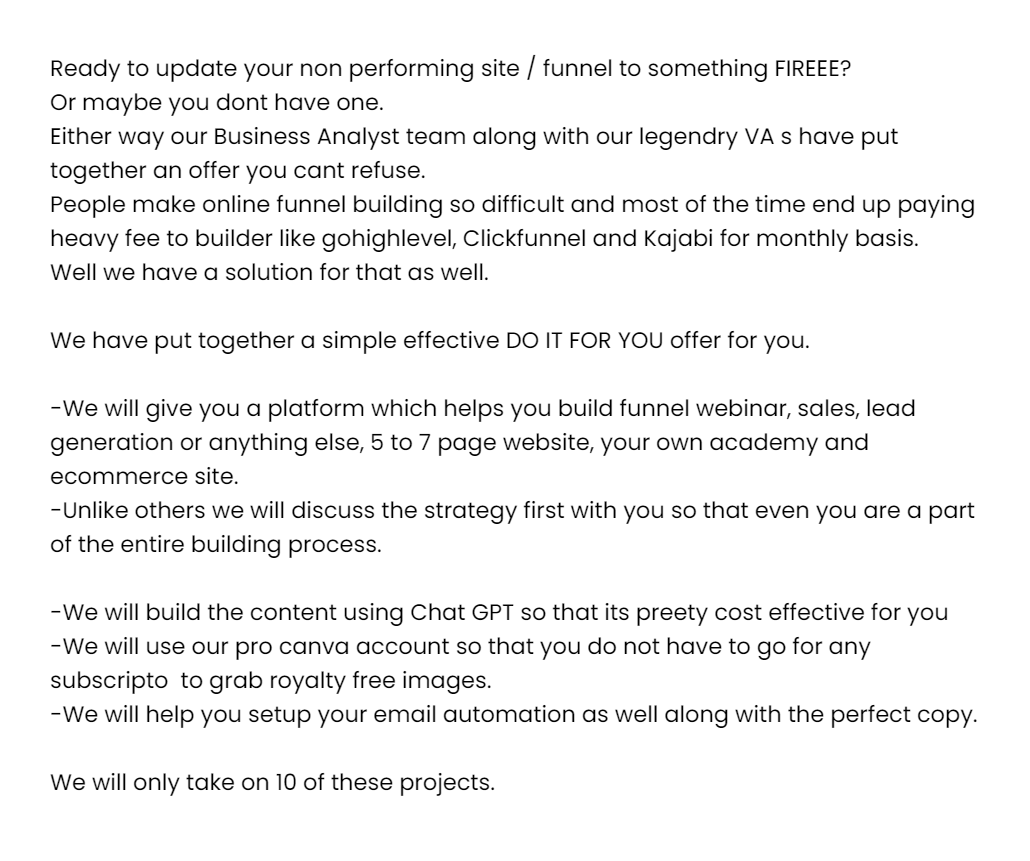 Ready to update your non performing site / funnel to something FIREEE?
Or maybe you dont have one.
Either way our Business Analyst team along with our legendry VA s have put
together an offer you cant refuse.
People make online funnel building so difficult and most of the time end up paying
heavy fee to builder like gohighlevel, Clickfunnel and Kajabi for monthly basis.
Well we have a solution for that as well.
We have put together a simple effective DO IT FOR YOU offer for you.
-We will give you a platform which helps you build funnel webinar, sales, lead
generation or anything else, 5 to 7 page website, your own academy and
ecommerce site.
-Unlike others we will discuss the strategy first with you so that even you are a part
of the entire building process.
-We will build the content using Chat GPT so that its preety cost effective for you
-We will use our pro canva account so that you do not have to go for any
subscripto  to grab royalty free images.
-We will help you setup your email automation as well along with the perfect copy.
We will only take on 10 of these projects.